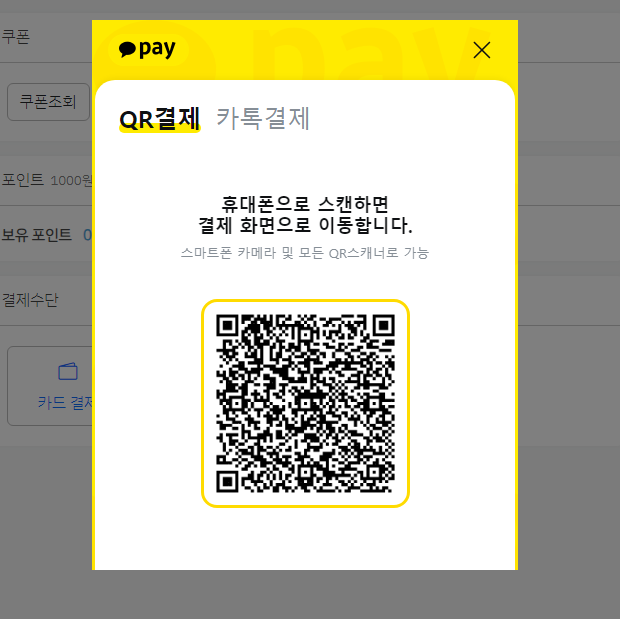 pay
QR결제 카톡결제
휴대폰으로 스캔하면
결제 화면으로 이동합니다.
스마트폰 카메라 및 모든 QR스캐너로 가능
쿠폰
쿠폰조회
포인트 1000원
보유 포인트 0
결제수단
카드 결제